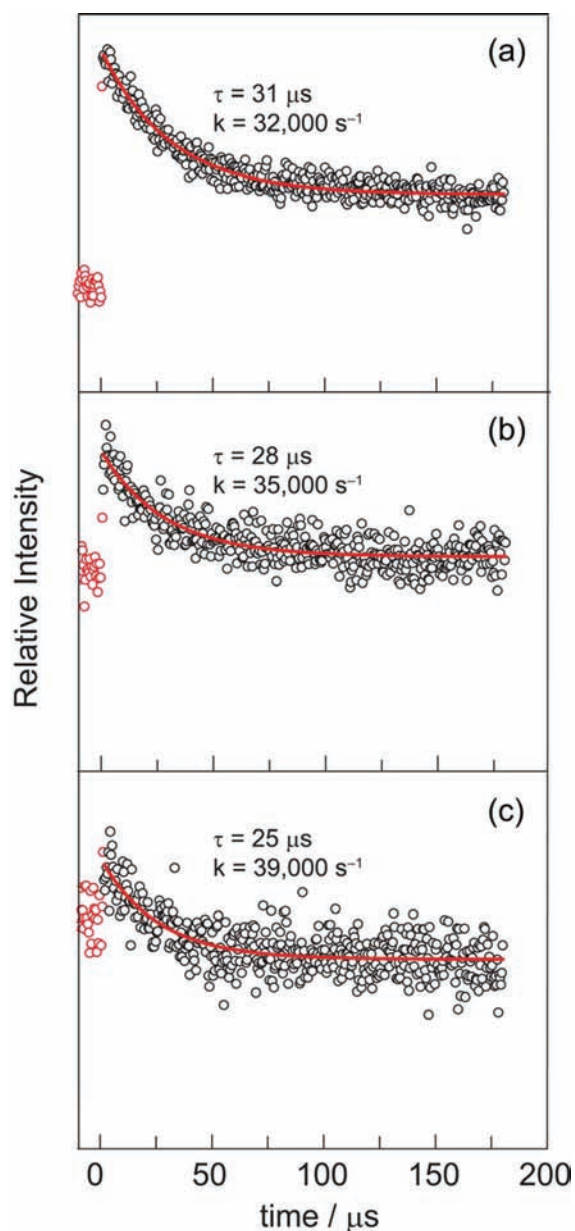 (a)
τ = 31 μs
k = 32,000 s⁻¹
(b)
τ = 28 μs
k = 35,000 s⁻¹
(c)
τ = 25 μs
k = 39,000 s⁻¹
Relative Intensity
0 50 100 150 200
time / μs